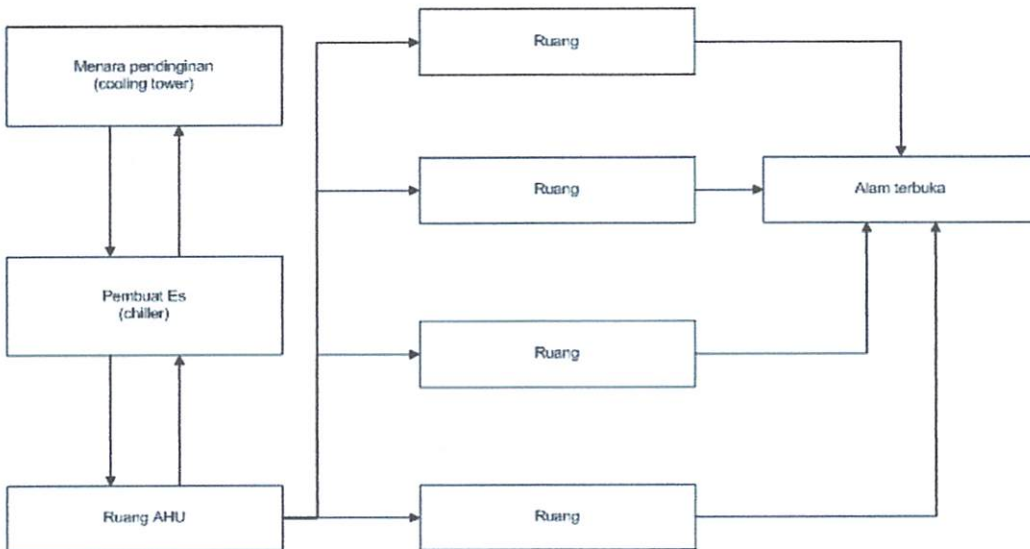 Menara pendinginan
(cooling tower)
Pembuat Es
(chiller)
Ruang AHU
Ruang
Ruang
Ruang
Ruang
Alam terbuka